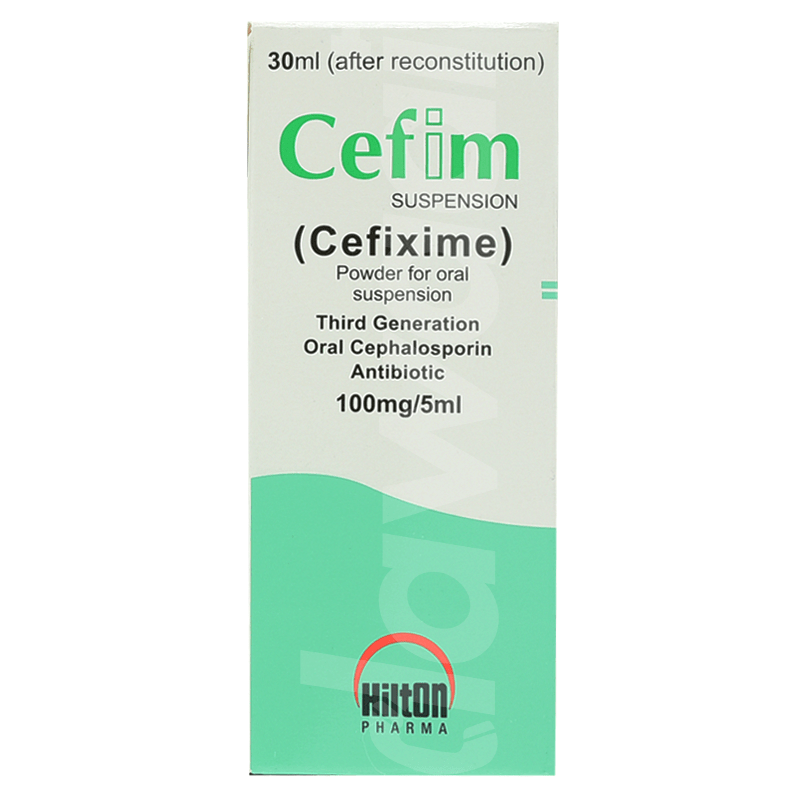 30ml (after reconstitution)
Cefim
SUSPENSION
(Cefixime)
Powder for oral
suspension
Third Generation
Oral Cephalosporin
Antibiotic
100mg/5ml
HiltOn
PHARMA